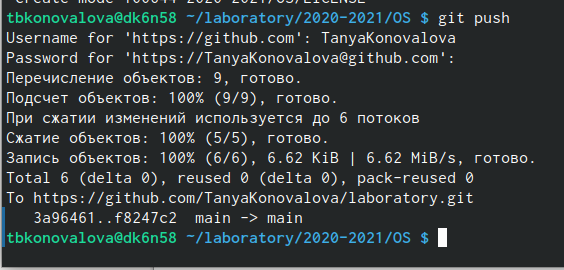 create mode 100644 2020-2021/OS/LICENSE
tbkonovalova@dk6n58 ~/laboratory/2020-2021/OS $ git push
Username for 'https://github.com': TanyaKonovalova
Password for 'https://TanyaKonovalova@github.com':
Перечисление объектов: 9, готово.
Подсчет объектов: 100% (9/9), готово.
При сжатии изменений используется до 6 потоков
Сжатие объектов: 100% (5/5), готово.
Запись объектов: 100% (6/6), 6.62 KiB | 6.62 MiB/s, готово.
Total 6 (delta 0), reused 0 (delta 0), pack-reused 0
To https://github.com/TanyaKonovalova/laboratory.git
   3a96461..f8247c2  main -> main
tbkonovalova@dk6n58 ~/laboratory/2020-2021/OS $